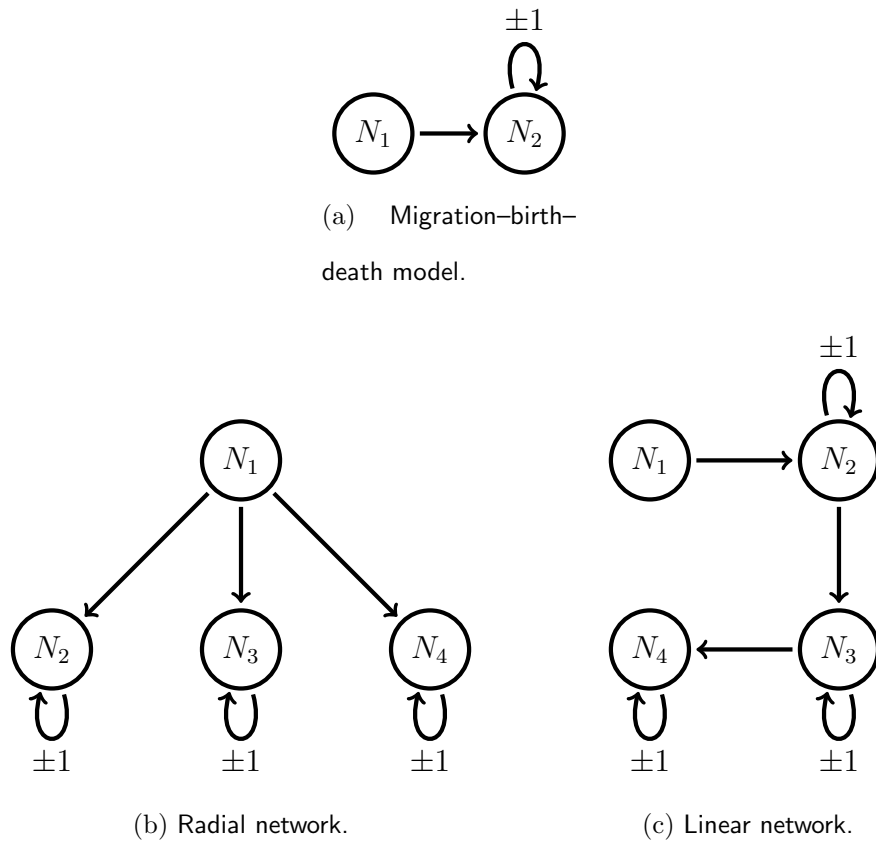 ±1
N₁ N₂
(a) Migration–birth–
death model.
±1
N₁ N₁ N₂
N₂ N₃ N₄ N₄ N₃
±1 ±1 ±1 ±1 ±1
(b) Radial network. (c) Linear network.